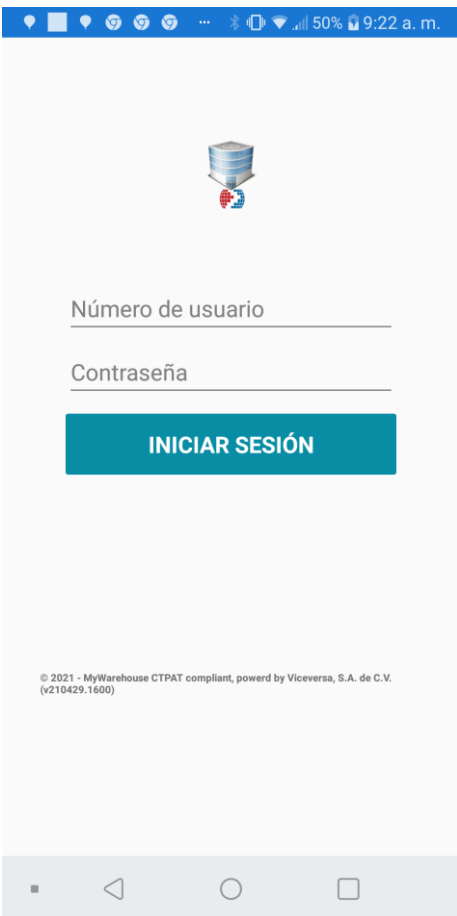 50% 9:22 a. m.
Número de usuario
Contraseña
INICIAR SESIÓN
© 2021 - MyWarehouse CTPAT compliant, powerd by Viceversa, S.A. de C.V.
(v210429.1600)